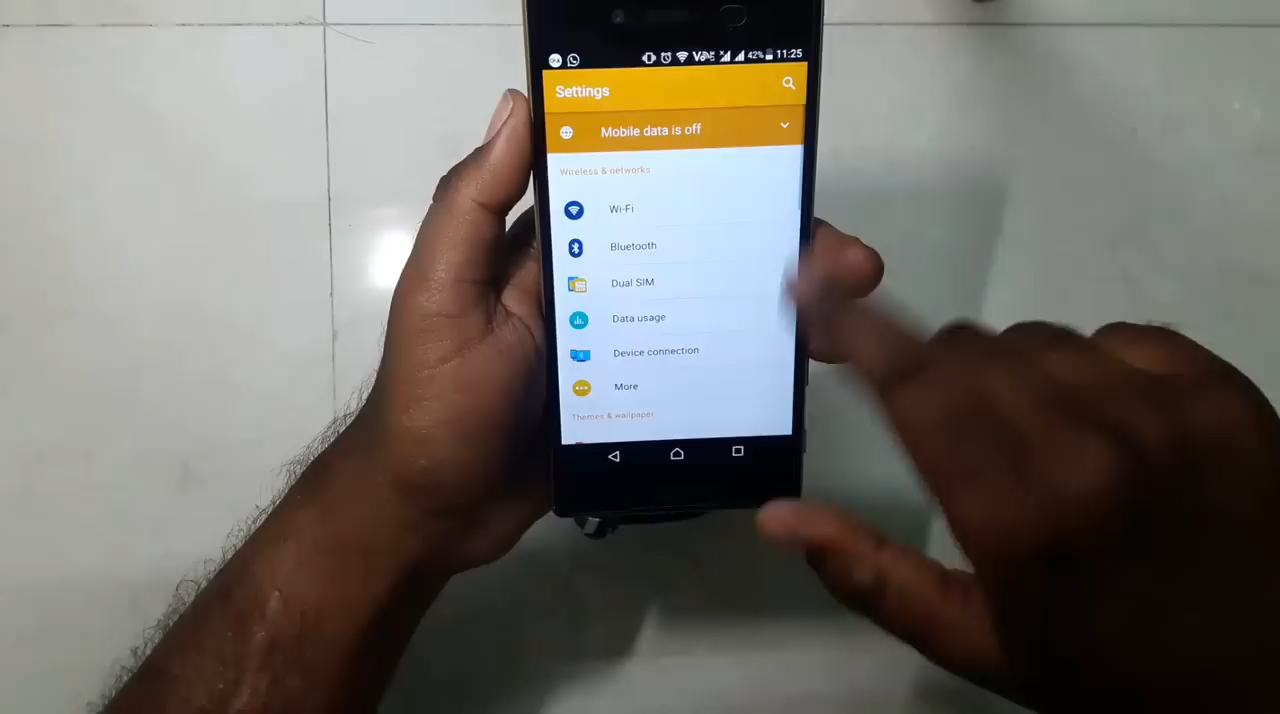 42% 11:25
Settings
Mobile data is off
Wireless & networks
Wi-Fi
Bluetooth
Dual SIM
Data usage
Device connection
More
Themes & wallpaper